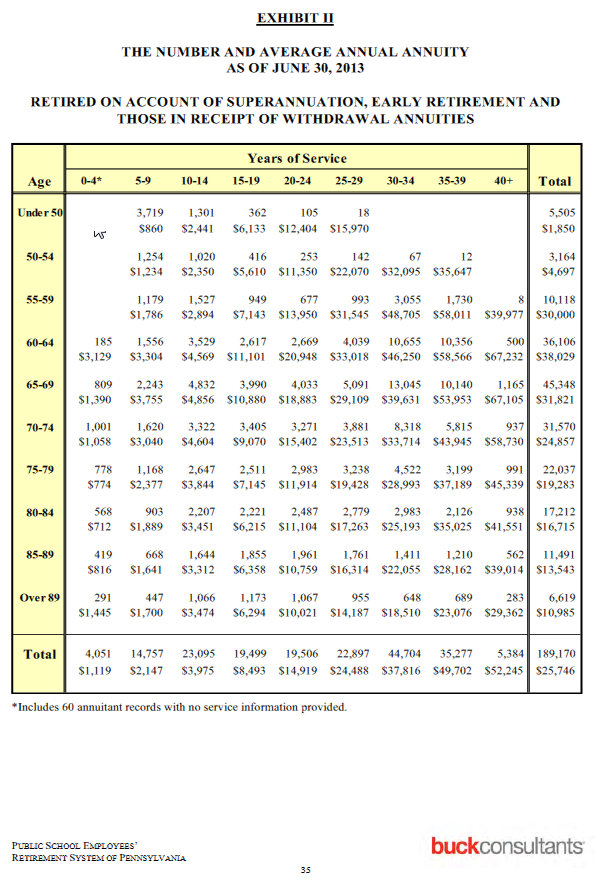 EXHIBIT II
THE NUMBER AND AVERAGE ANNUAL ANNUITY
AS OF JUNE 30, 2013
RETIRED ON ACCOUNT OF SUPERANNUATION, EARLY RETIREMENT AND
THOSE IN RECEIPT OF WITHDRAWAL ANNUITIES
Years of Service
Age 0-4* 5-9 10-14 15-19 20-24 25-29 30-34 35-39 40+ Total
Under 50 3,719 1,301 362 105 18 5,505
$860 $2,441 $6,133 $12,404 $15,970 $1,850
50-54 1,254 1,020 416 253 142 67 12 3,164
$1,234 $2,350 $5,610 $11,350 $22,070 $32,095 $35,647 $4,697
55-59 1,179 1,527 949 677 993 3,055 1,730 8 10,118
$1,786 $2,894 $7,143 $13,950 $31,545 $48,705 $58,011 $39,977 $30,000
60-64 185 1,556 3,529 2,617 2,669 4,039 10,655 10,356 500 36,106
$3,129 $3,304 $4,569 $11,101 $20,948 $33,018 $46,250 $58,566 $67,232 $38,029
65-69 809 2,243 4,832 3,990 4,033 5,091 13,045 10,140 1,165 45,348
$1,390 $3,755 $4,856 $10,880 $18,883 $29,109 $39,631 $53,953 $67,105 $31,821
70-74 1,001 1,620 3,322 3,405 3,271 3,881 8,318 5,815 937 31,570
$1,058 $3,040 $4,604 $9,070 $15,402 $23,513 $33,714 $43,945 $58,730 $24,857
75-79 778 1,168 2,647 2,511 2,983 3,238 4,522 3,199 991 22,037
$774 $2,377 $3,844 $7,145 $11,914 $19,428 $28,993 $37,189 $45,339 $19,283
80-84 568 903 2,207 2,221 2,487 2,779 2,983 2,126 938 17,212
$712 $1,889 $3,451 $6,215 $11,104 $17,263 $25,193 $35,025 $41,551 $16,715
85-89 419 668 1,644 1,855 1,961 1,761 1,411 1,210 562 11,491
$816 $1,641 $3,312 $6,358 $10,759 $16,314 $22,055 $28,162 $39,014 $13,543
Over 89 291 447 1,066 1,173 1,067 955 648 689 283 6,619
$1,445 $1,700 $3,474 $6,294 $10,021 $14,187 $18,510 $23,076 $29,362 $10,985
Total 4,051 14,757 23,095 19,499 19,506 22,897 44,704 35,277 5,384 189,170
$1,119 $2,147 $3,975 $8,493 $14,919 $24,488 $37,816 $49,702 $52,245 $25,746
*Includes 60 annuitant records with no service information provided.
PUBLIC SCHOOL EMPLOYEES'
RETIREMENT SYSTEM OF PENNSYLVANIA
buckconsultants
35